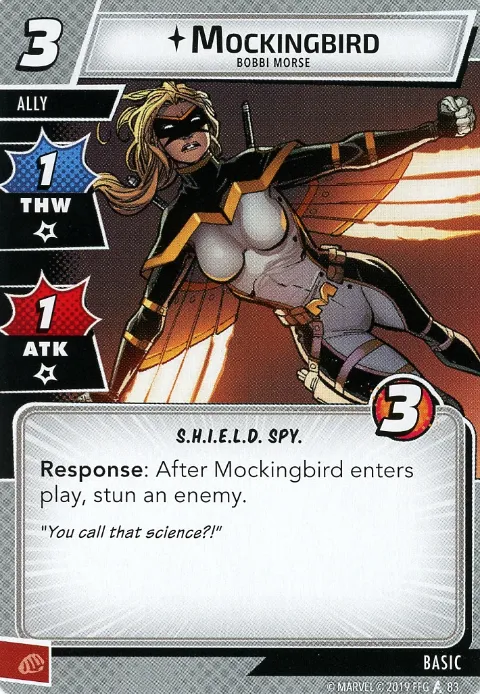 3
MOCKINGBIRD
BOBBI MORSE
ALLY
1
THW
1
ATK
M
3
S.H.I.E.L.D. SPY.
Response: After Mockingbird enters
play, stun an enemy.
"You call that science?!"
© MARVEL © 2019 FFG 83
BASIC